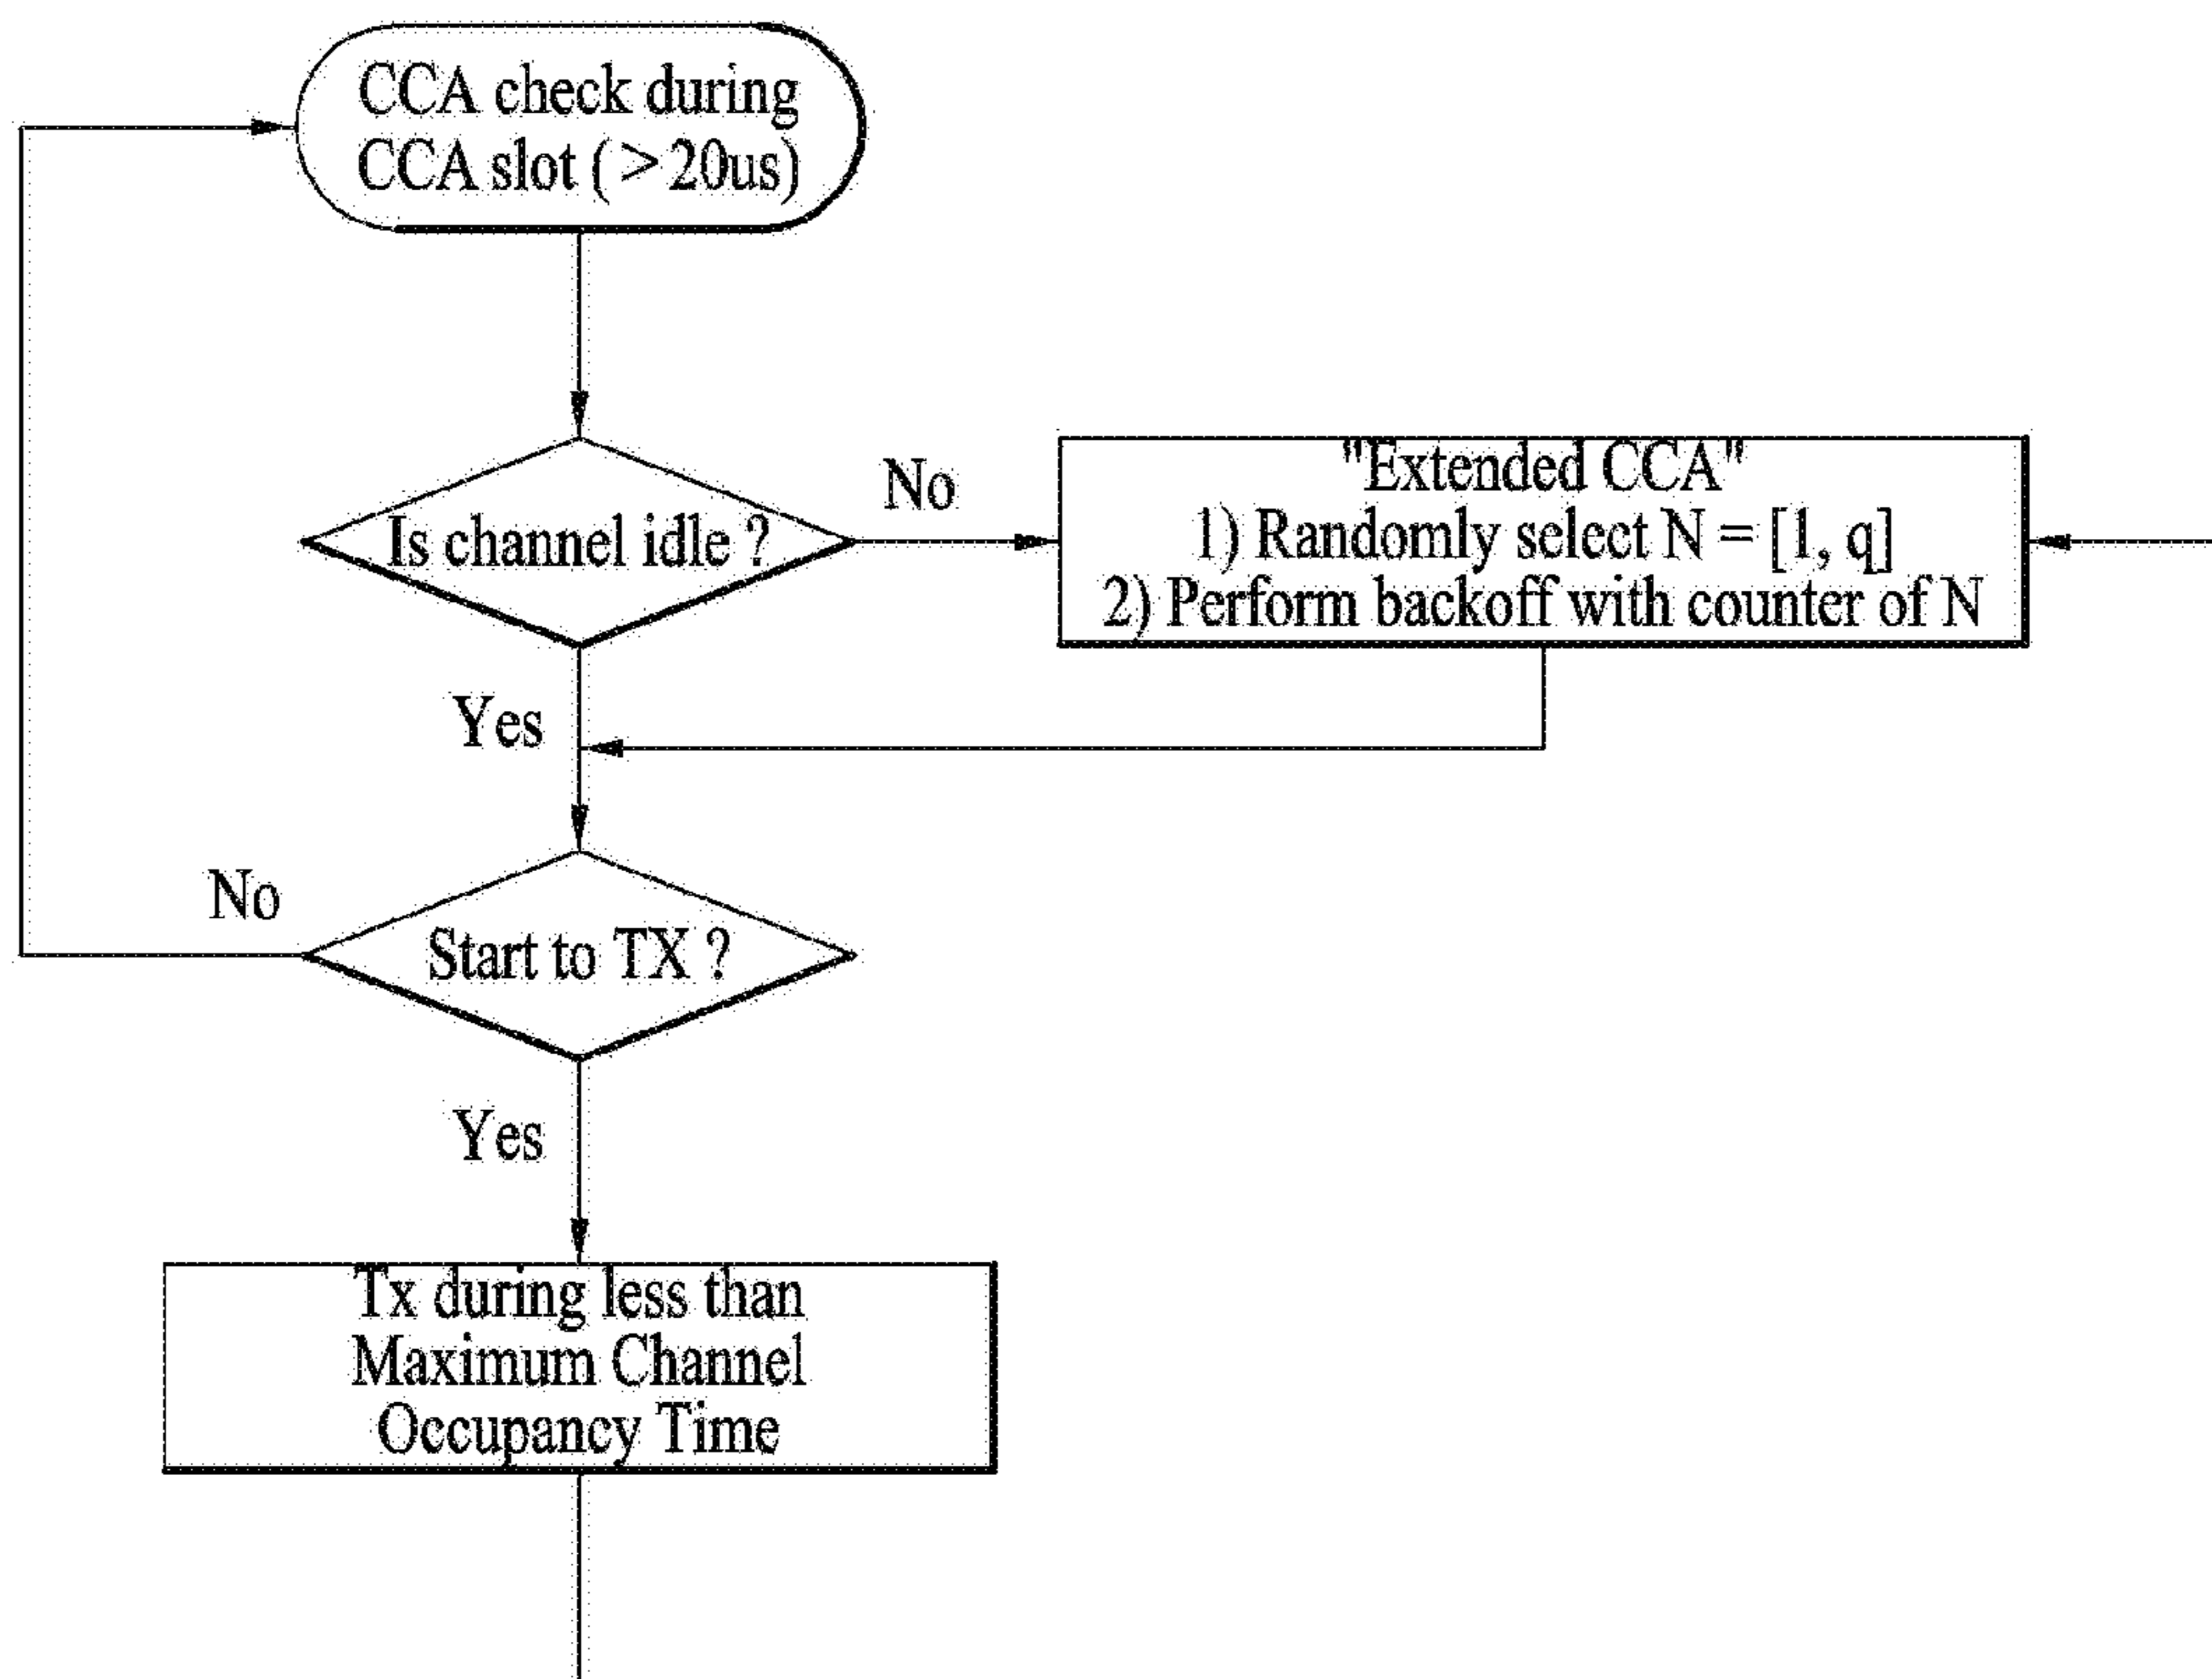 CCA check during
CCA slot ( > 20us)
Is channel idle ?
No
"Extended CCA"
1) Randomly select N = [1, q]
2) Perform backoff with counter of N
Yes
No
Start to TX ?
Yes
Tx during less than
Maximum Channel
Occupancy Time